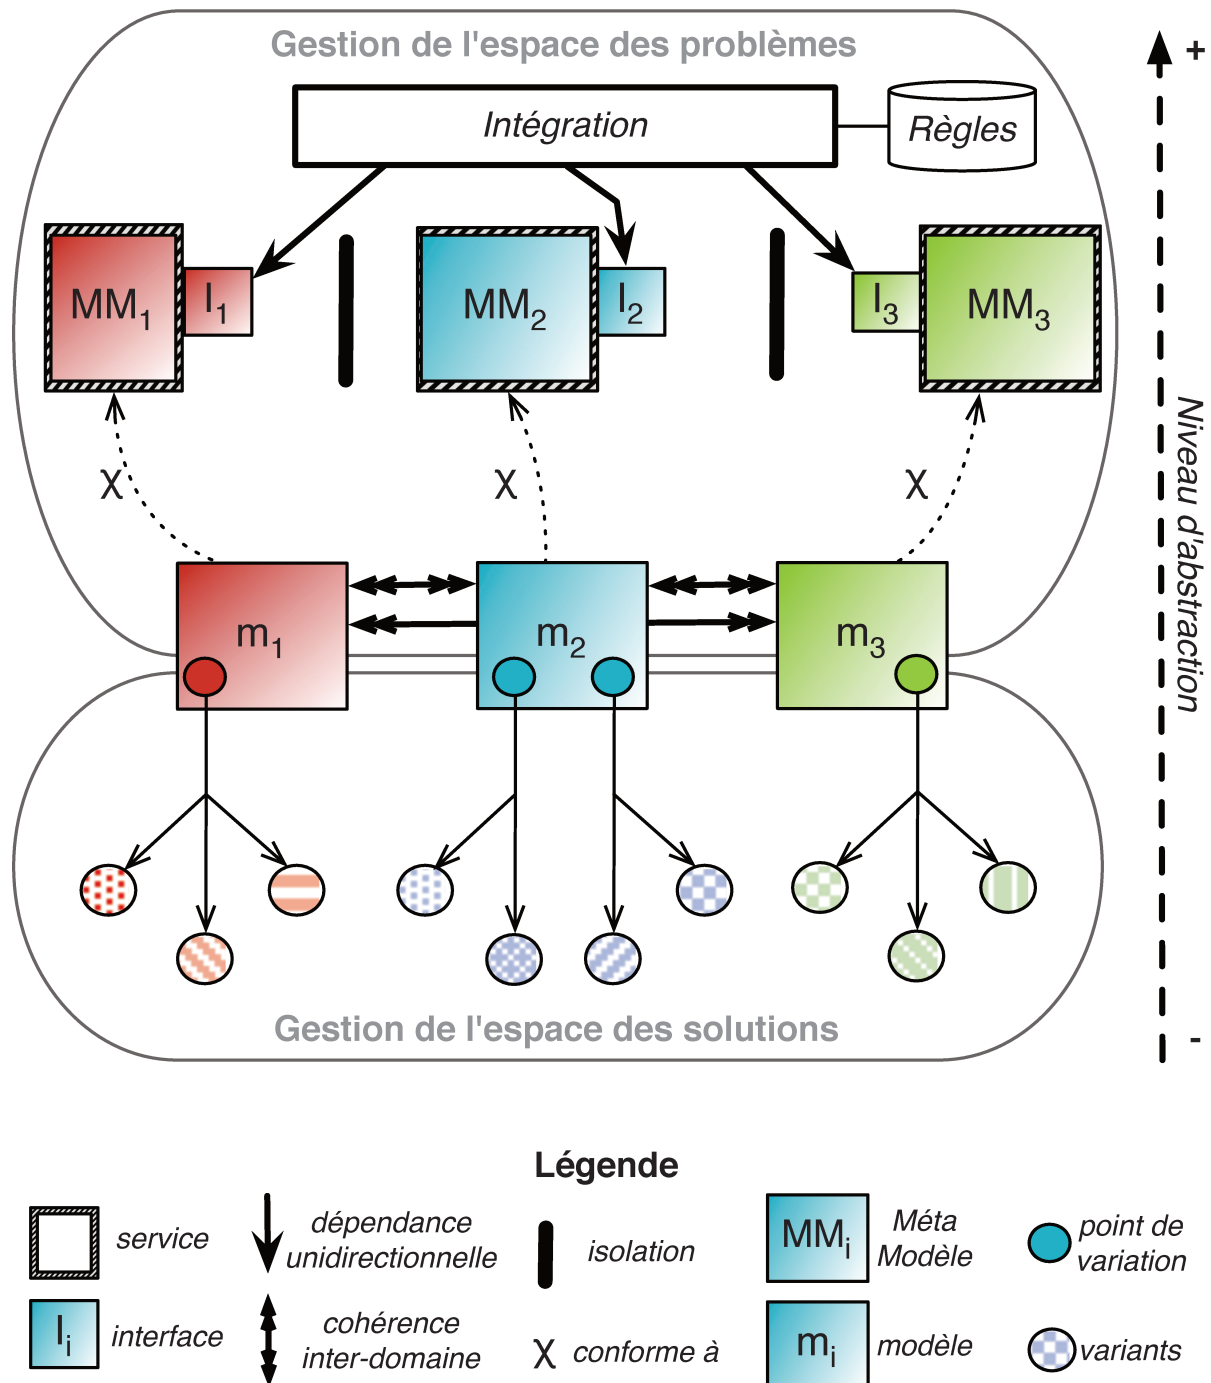 Gestion de l'espace des problèmes
+
Intégration
Règles
MM1
I1
MM2
I2
I3
MM3
χ
χ
χ
Niveau d'abstraction
m1
m2
m3
Gestion de l'espace des solutions
-
Légende
service
dépendance
unidirectionnelle
isolation
MMi
Méta
Modèle
point de
variation
Ii
interface
cohérence
inter-domaine
χ
conforme à
mi
modèle
variants